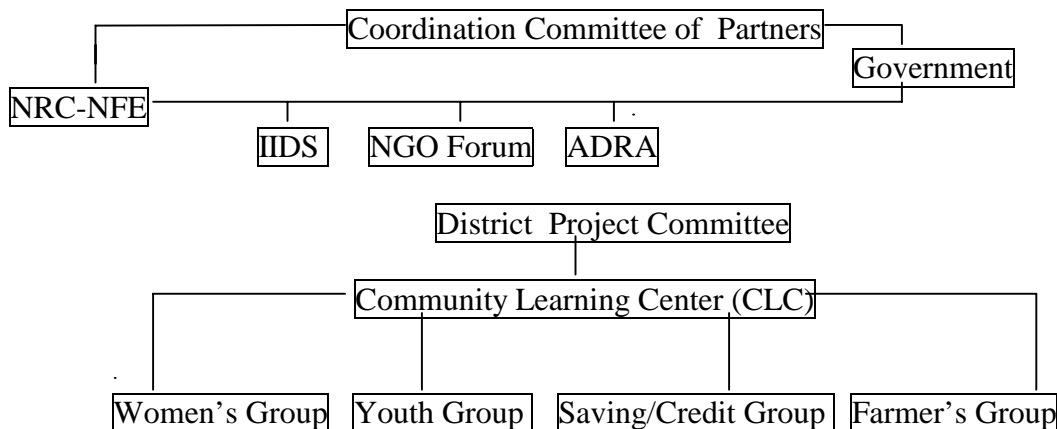 Coordination Committee of Partners
Government
NRC-NFE
IIDS NGO Forum ADRA
District Project Committee
Community Learning Center (CLC)
Women's Group Youth Group Saving/Credit Group Farmer's Group